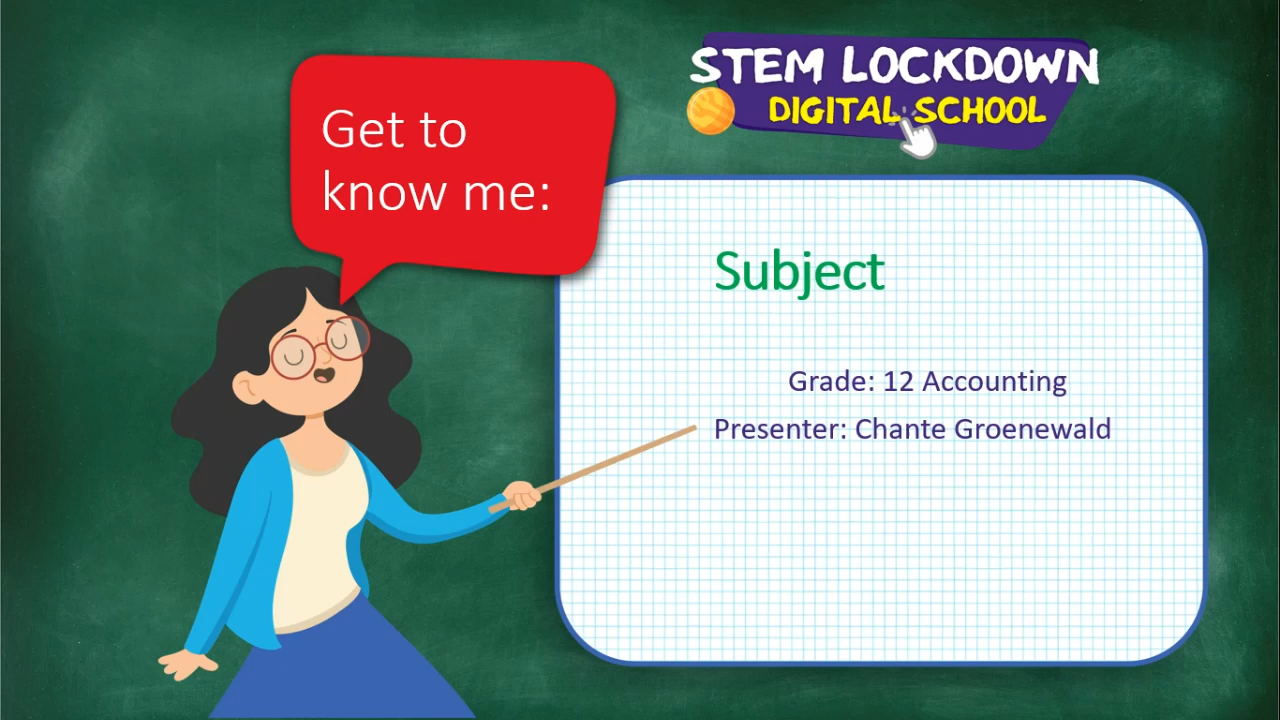 STEM LOCKDOWN
DIGITAL SCHOOL
Get to
know me:
Subject
Grade: 12 Accounting
Presenter: Chante Groenewald